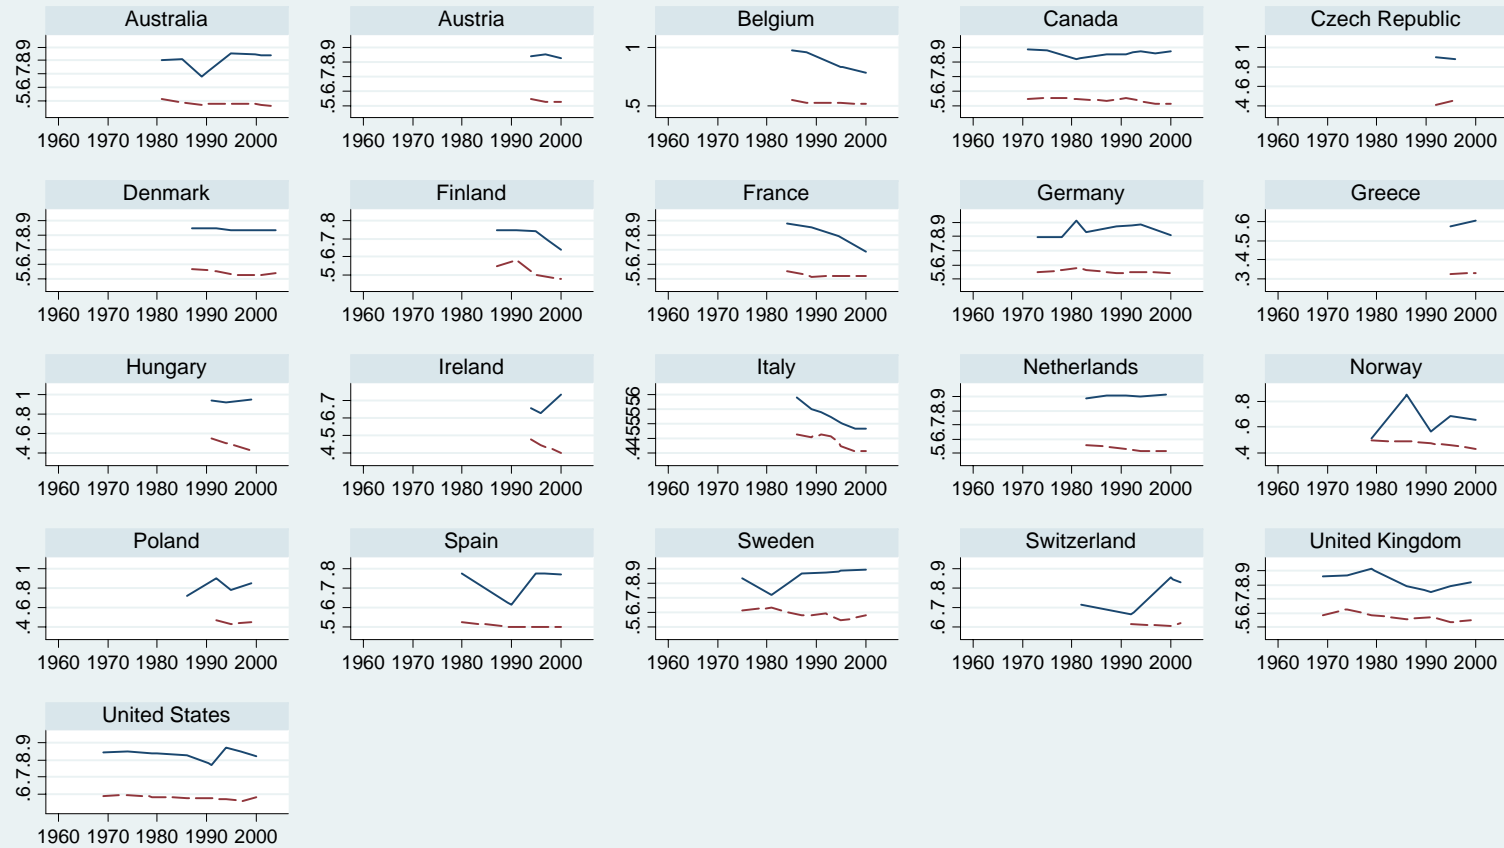 Australia
.5.6.7.8.9
1960 1970 1980 1990 2000
Austria
.5.6.7.8.9
1960 1970 1980 1990 2000
Belgium
.5 1
1960 1970 1980 1990 2000
Canada
.5.6.7.8.9
1960 1970 1980 1990 2000
Czech Republic
.4 .6 .8 1
1960 1970 1980 1990 2000
Denmark
.5.6.7.8.9
1960 1970 1980 1990 2000
Finland
.5 .6 .7 .8
1960 1970 1980 1990 2000
France
.5.6.7.8.9
1960 1970 1980 1990 2000
Germany
.5.6.7.8.9
1960 1970 1980 1990 2000
Greece
.3 .4 .5 .6
1960 1970 1980 1990 2000
Hungary
.4 .6 .8 1
1960 1970 1980 1990 2000
Ireland
.4 .5 .6 .7
1960 1970 1980 1990 2000
Italy
1960 1970 1980 1990 2000
Netherlands
.5.6.7.8.9
1960 1970 1980 1990 2000
Norway
.4 .6 .8
1960 1970 1980 1990 2000
Poland
.4 .6 .8 1
1960 1970 1980 1990 2000
Spain
.5 .6 .7 .8
1960 1970 1980 1990 2000
Sweden
.5.6.7.8.9
1960 1970 1980 1990 2000
Switzerland
.6 .7 .8 .9
1960 1970 1980 1990 2000
United Kingdom
.5.6.7.8.9
1960 1970 1980 1990 2000
United States
.6 .7 .8 .9
1960 1970 1980 1990 2000